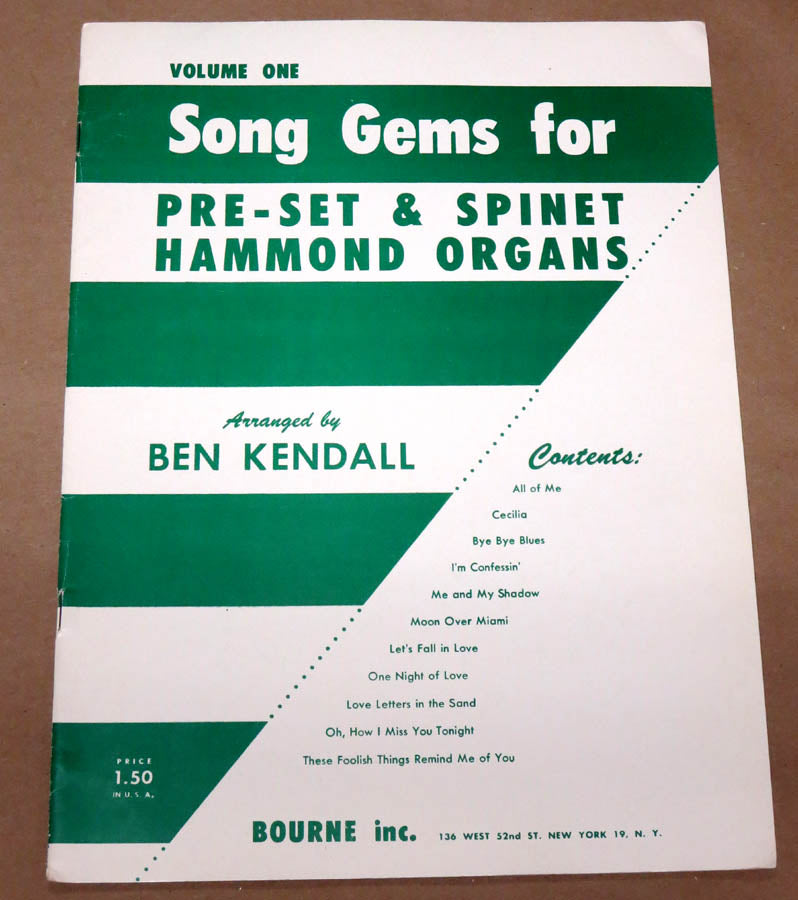 VOLUME ONE
Song Gems for
PRE-SET & SPINET
HAMMOND ORGANS
Arranged by
BEN KENDALL
Contents:
All of Me
Cecilia
Bye Bye Blues
I'm Confessin'
Me and My Shadow
Moon Over Miami
Let's Fall in Love
One Night of Love
Love Letters in the Sand
Oh, How I Miss You Tonight
These Foolish Things Remind Me of You
PRICE
1.50
IN U. S. A.
BOURNE inc. 136 WEST 52nd ST. NEW YORK 19, N. Y.